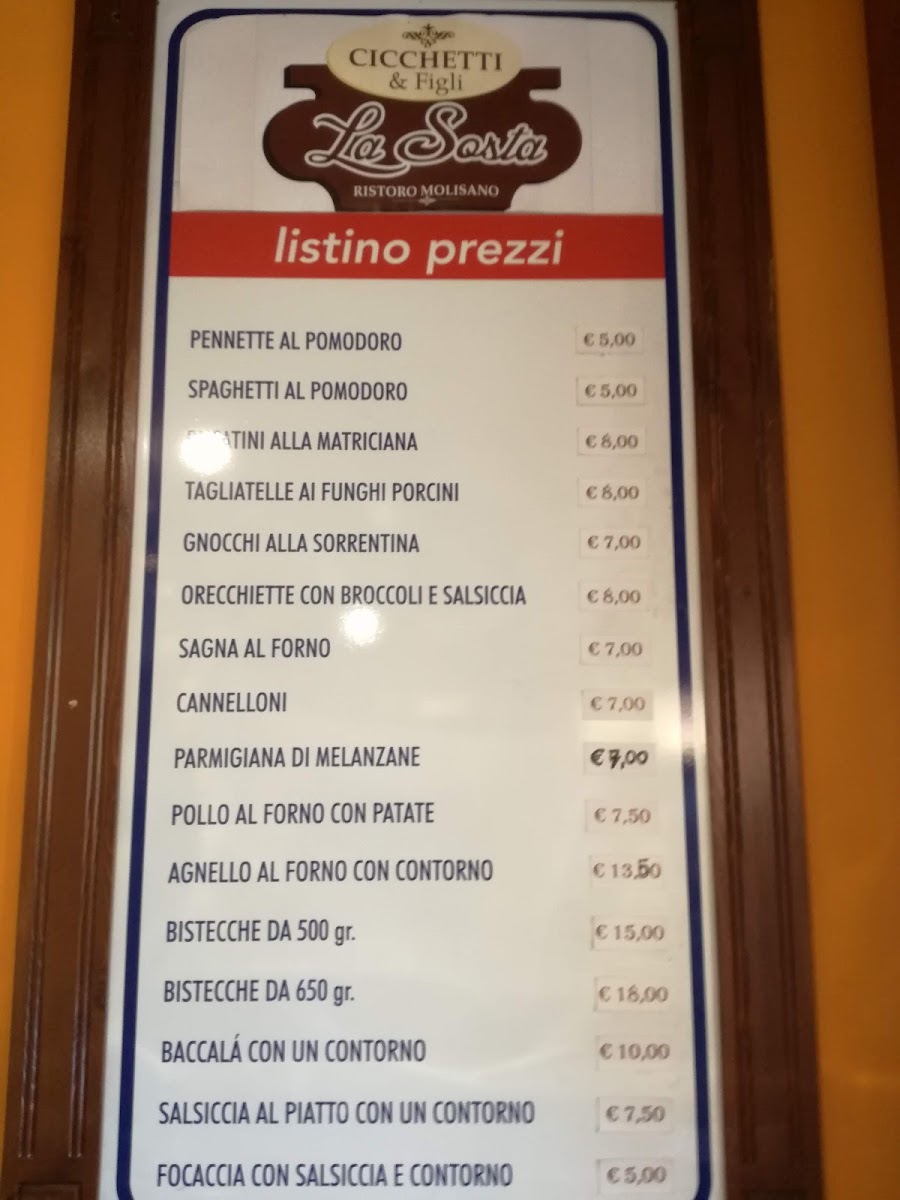 CICCHETTI
& Figli
La Sosta
RISTORO MOLISANO
listino prezzi
PENNETTE AL POMODORO € 5,00
SPAGHETTI AL POMODORO € 5,00
ALLA MATRICIANA € 8,00
TAGLIATELLE AI FUNGHI PORCINI € 8,00
GNOCCHI ALLA SORRENTINA € 7,00
ORECCHIETTE CON BROCCOLI E SALSICCIA € 8,00
SAGNA AL FORNO € 7,00
CANNELLONI € 7,00
PARMIGIANA DI MELANZANE € 7,00
POLLO AL FORNO CON PATATE € 7,50
AGNELLO AL FORNO CON CONTORNO € 13,50
BISTECCHE DA 500 gr. € 15,00
BISTECCHE DA 650 gr. € 18,00
BACCALÁ CON UN CONTORNO € 10,00
SALSICCIA AL PIATTO CON UN CONTORNO € 7,50
FOCACCIA CON SALSICCIA E CONTORNO € 5,00